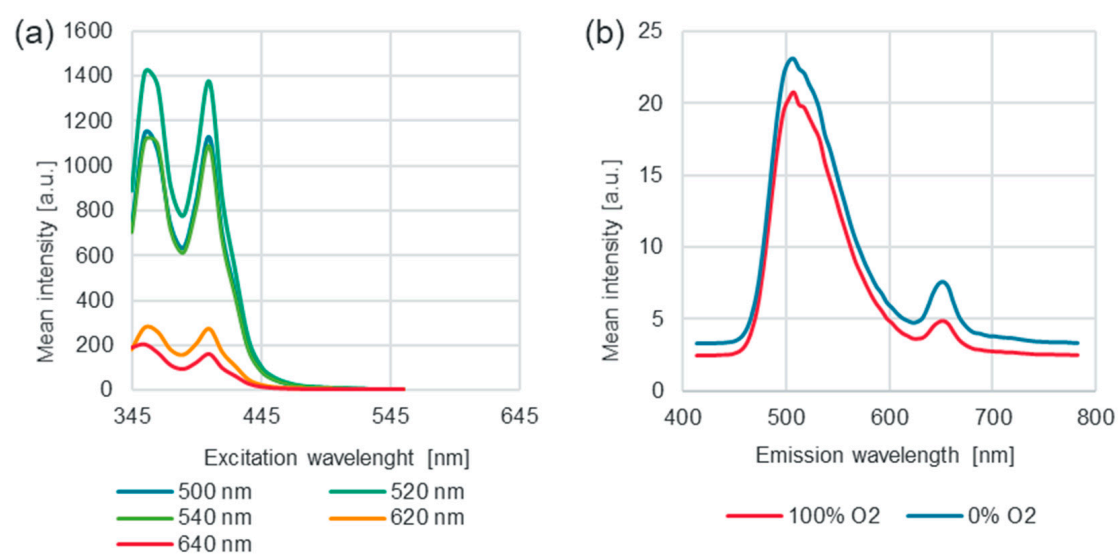 (a)
1600
1400
1200
1000
800
600
400
200
0
Mean intensity [a.u.]
345 445 545 645
Excitation wavelenght [nm]
500 nm 520 nm
540 nm 620 nm
640 nm
(b)
25
20
15
10
5
0
Mean intensity [a.u.]
400 500 600 700 800
Emission wavelength [nm]
100% O2 0% O2